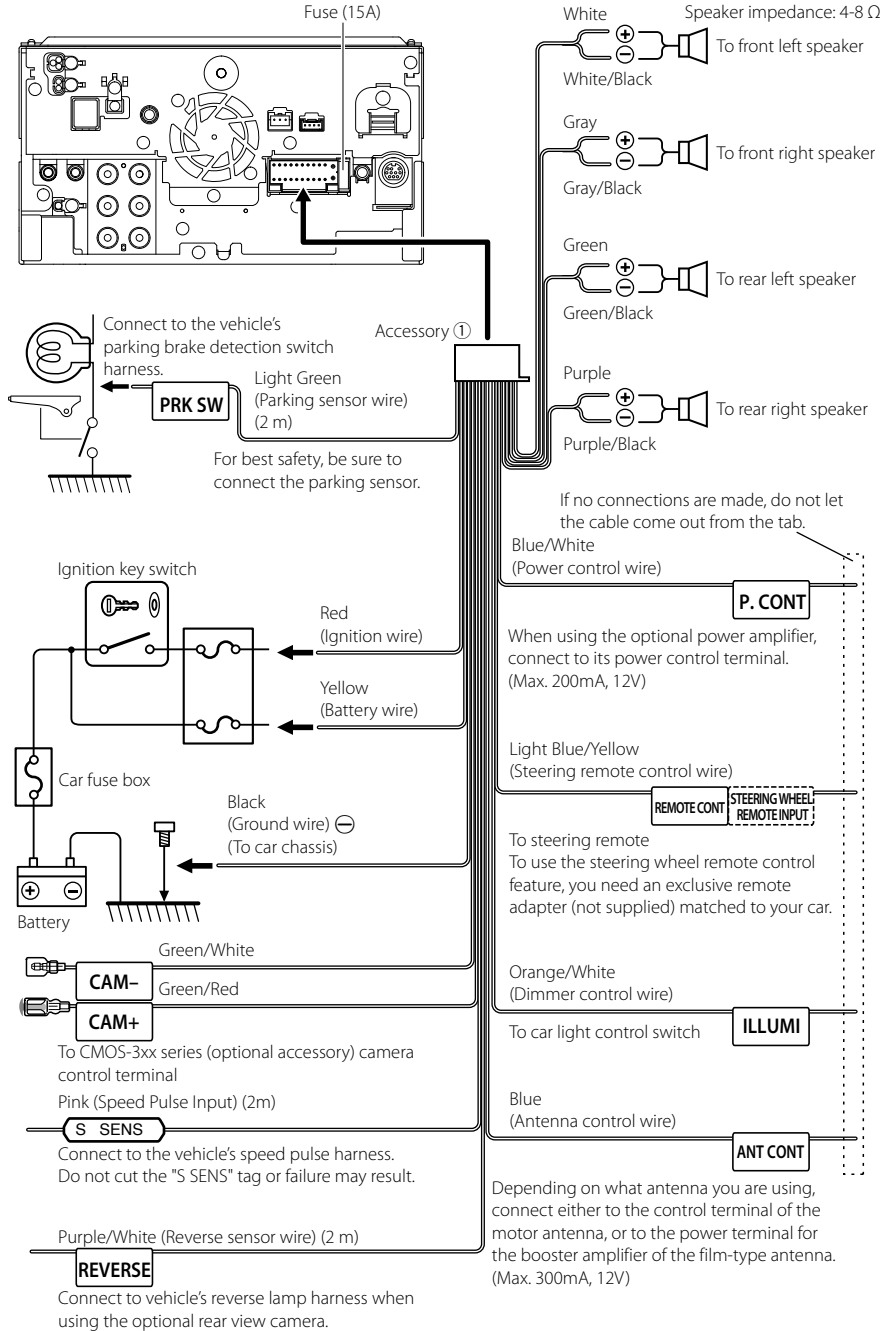 Fuse (15A)
White
Speaker impedance: 4-8 Ω
⊕
⊖
To front left speaker
White/Black
Gray
⊕
⊖
To front right speaker
Gray/Black
Green
⊕
⊖
To rear left speaker
Green/Black
Purple
⊕
⊖
To rear right speaker
Purple/Black
Accessory ①
Connect to the vehicle's
parking brake detection switch
harness.
PRK SW
Light Green
(Parking sensor wire)
(2 m)
For best safety, be sure to
connect the parking sensor.
If no connections are made, do not let
the cable come out from the tab.
Blue/White
(Power control wire)
P. CONT
When using the optional power amplifier,
connect to its power control terminal.
(Max. 200mA, 12V)
Ignition key switch
Red
(Ignition wire)
Yellow
(Battery wire)
Car fuse box
Black
(Ground wire) ⊖
(To car chassis)
⊕ ⊖
Battery
Light Blue/Yellow
(Steering remote control wire)
REMOTE CONT
STEERING WHEEL
REMOTE INPUT
To steering remote
To use the steering wheel remote control
feature, you need an exclusive remote
adapter (not supplied) matched to your car.
Green/White
CAM–
Green/Red
CAM+
To CMOS-3xx series (optional accessory) camera
control terminal
Orange/White
(Dimmer control wire)
To car light control switch
ILLUMI
Pink (Speed Pulse Input) (2m)
S SENS
Connect to the vehicle's speed pulse harness.
Do not cut the "S SENS" tag or failure may result.
Blue
(Antenna control wire)
ANT CONT
Depending on what antenna you are using,
connect either to the control terminal of the
motor antenna, or to the power terminal for
the booster amplifier of the film-type antenna.
(Max. 300mA, 12V)
Purple/White (Reverse sensor wire) (2 m)
REVERSE
Connect to vehicle's reverse lamp harness when
using the optional rear view camera.